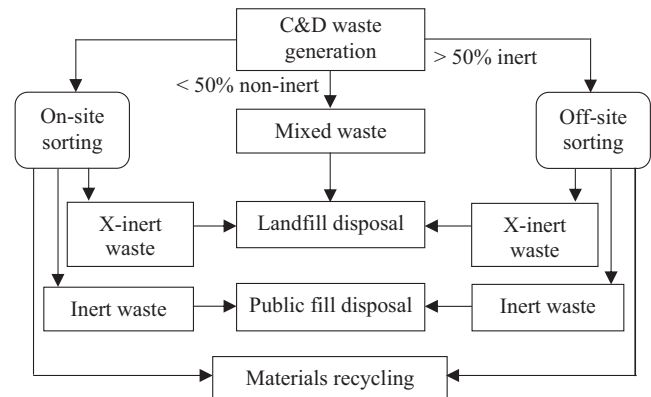 C&D waste
generation
> 50% inert
< 50% non-inert
On-site
sorting
Mixed waste
Off-site
sorting
X-inert
waste
Landfill disposal
X-inert
waste
Inert waste
Public fill disposal
Inert waste
Materials recycling